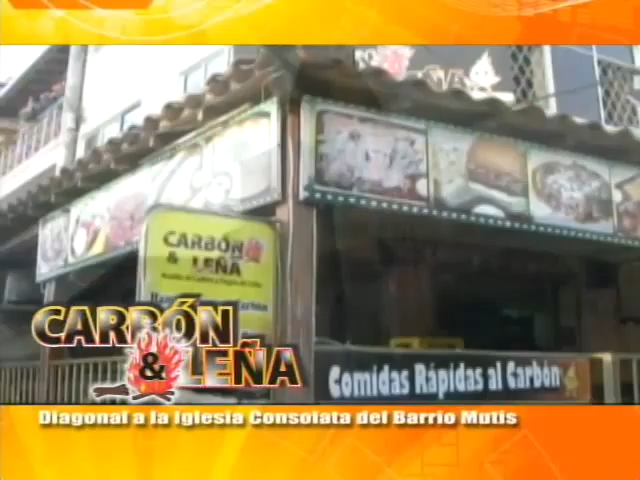 CARBÓN
& LEÑA
CARBÓN
& LEÑA
Comidas Rápidas al Carbón
Diagonal a la Iglesia Consolata del Barrio Mutis